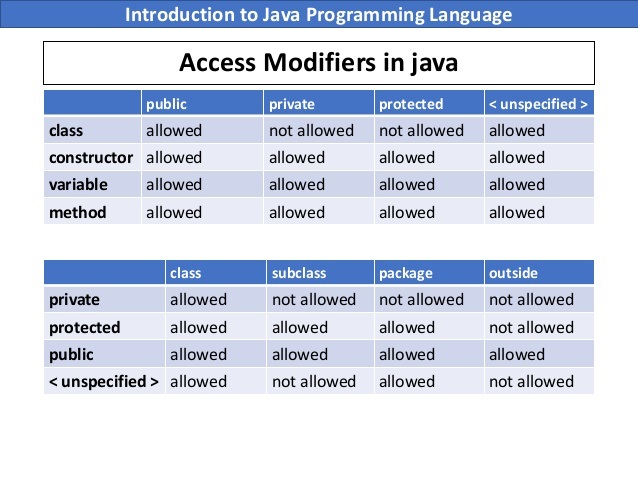 Introduction to Java Programming Language
Access Modifiers in java
public private protected < unspecified >
class allowed not allowed not allowed allowed
constructor allowed allowed allowed allowed
variable allowed allowed allowed allowed
method allowed allowed allowed allowed
class subclass package outside
private allowed not allowed not allowed not allowed
protected allowed allowed allowed not allowed
public allowed allowed allowed allowed
< unspecified > allowed not allowed allowed not allowed